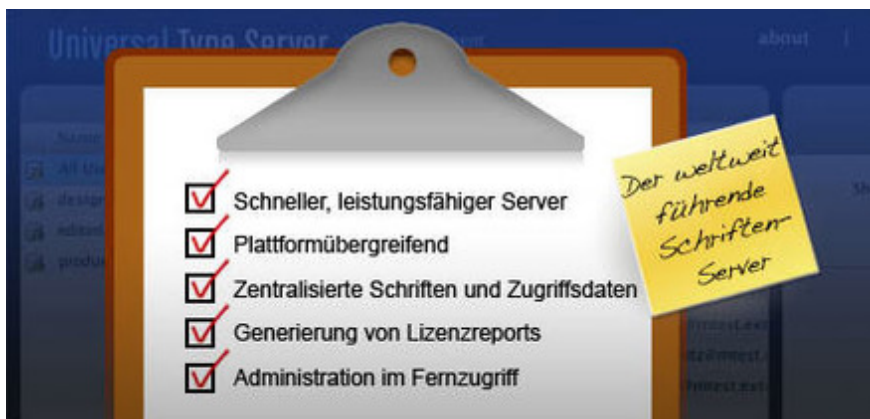 Universal Type Server
about
Schneller, leistungsfähiger Server
Plattformübergreifend
Zentralisierte Schriften und Zugriffsdaten
Generierung von Lizenzreports
Administration im Fernzugriff
Der weltweit
führende
Schriften-
Server
Name